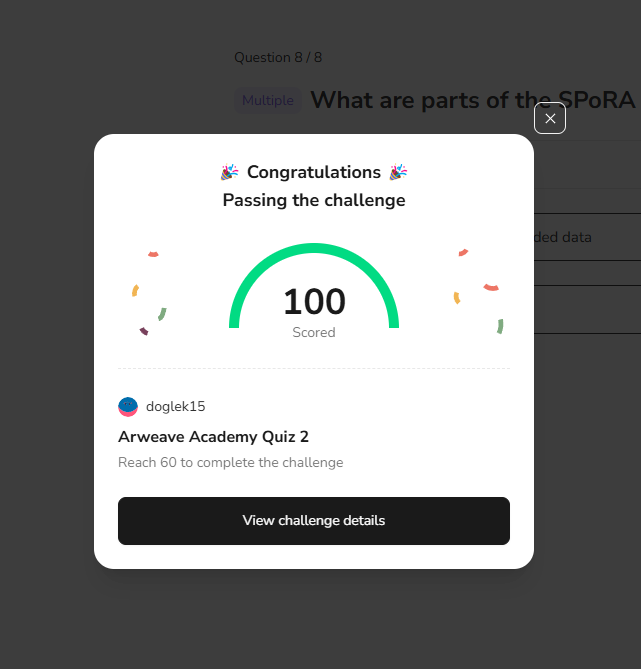 Question 8 / 8
Multiple
What are parts of the SPoRA
ded data
Congratulations
Passing the challenge
100
Scored
doglek15
Arweave Academy Quiz 2
Reach 60 to complete the challenge
View challenge details